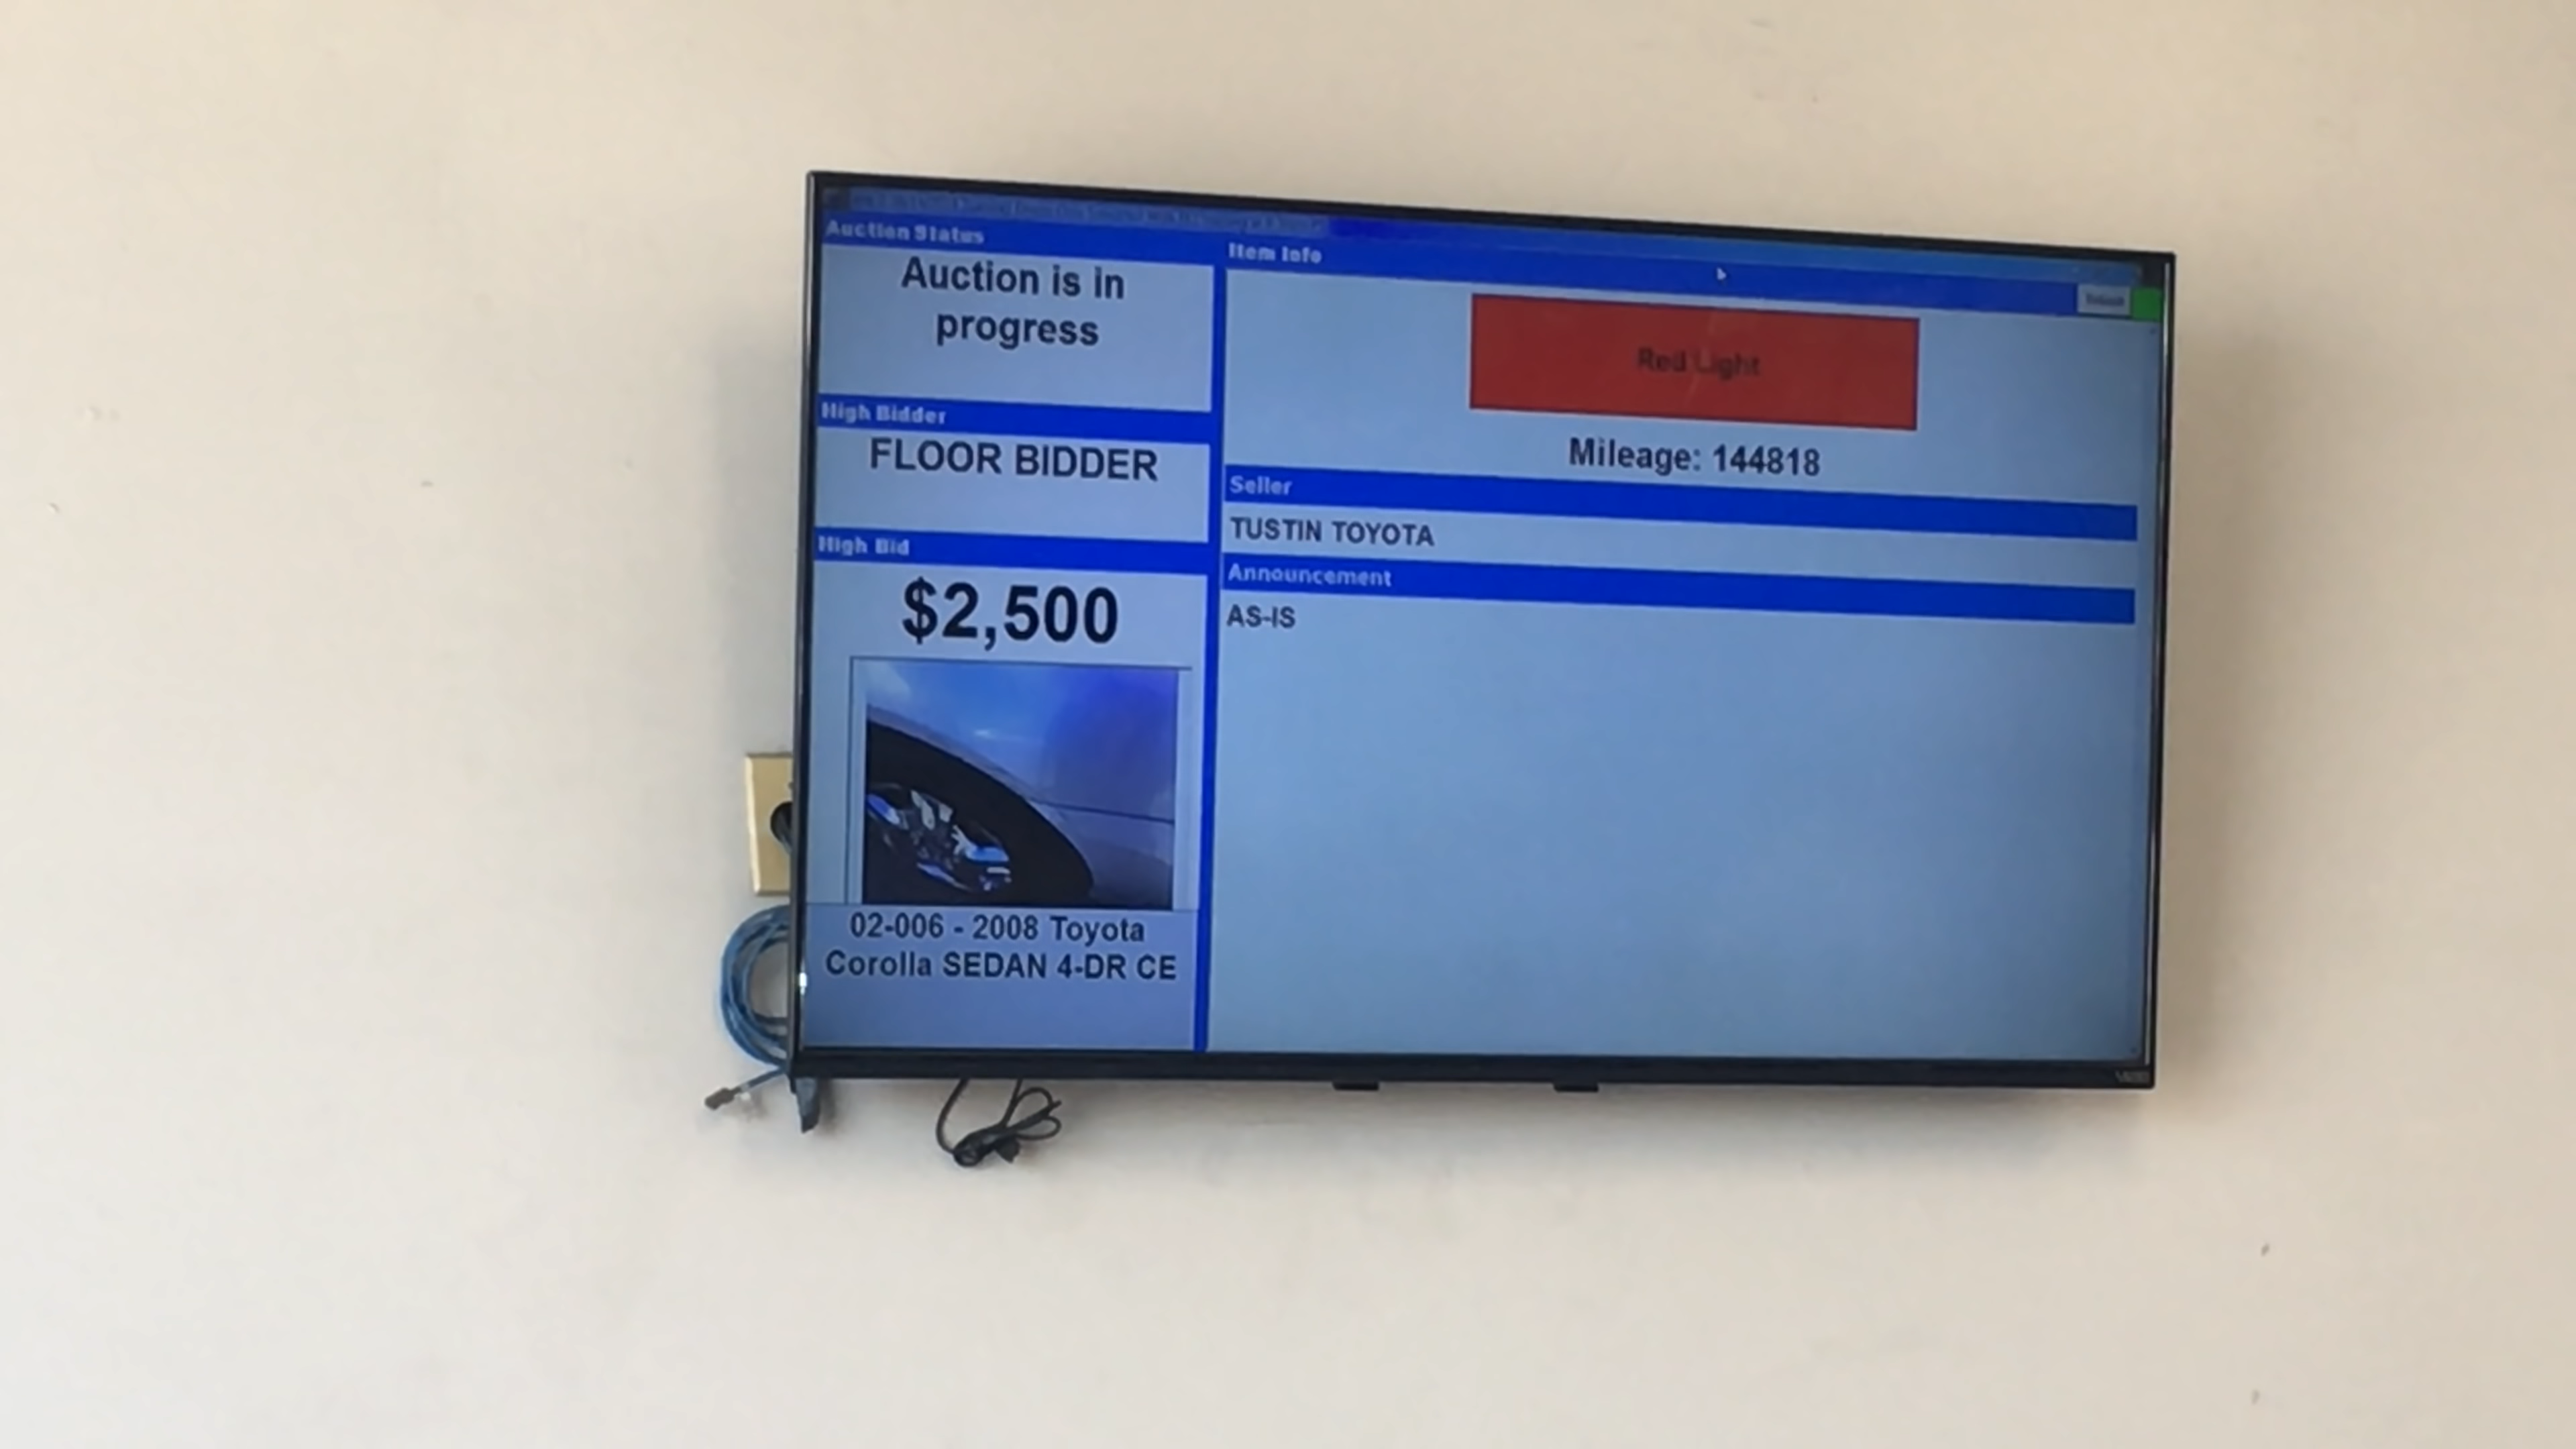 Auction Status
Auction is in
progress
High Bidder
FLOOR BIDDER
High Bid
$2,500
02-006 - 2008 Toyota
Corolla SEDAN 4-DR CE
Item Info
Red Light
Mileage: 144818
Seller
TUSTIN TOYOTA
Announcement
AS-IS